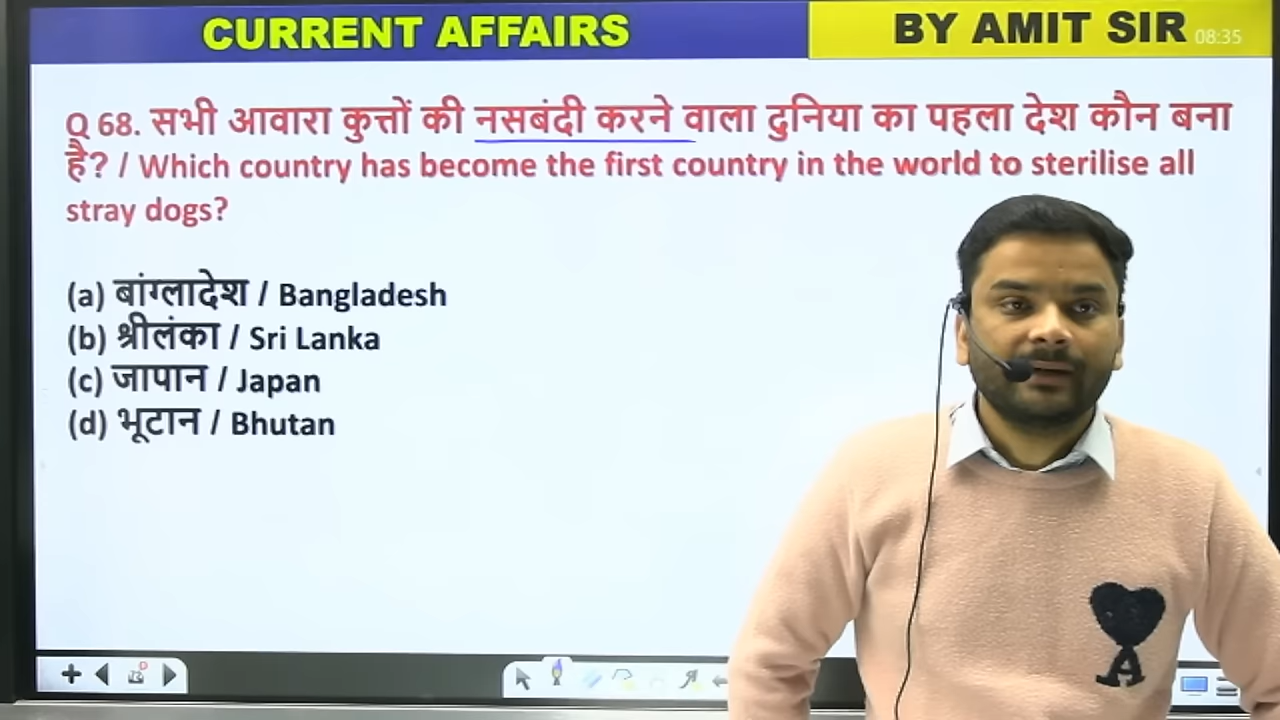 CURRENT AFFAIRS
BY AMIT SIR
08:35
Q 68. सभी आवारा कुत्तों की नसबंदी करने वाला दुनिया का पहला देश कौन बना
है? / Which country has become the first country in the world to sterilise all
stray dogs?
(a) बांग्लादेश / Bangladesh
(b) श्रीलंका / Sri Lanka
(c) जापान / Japan
(d) भूटान / Bhutan
A